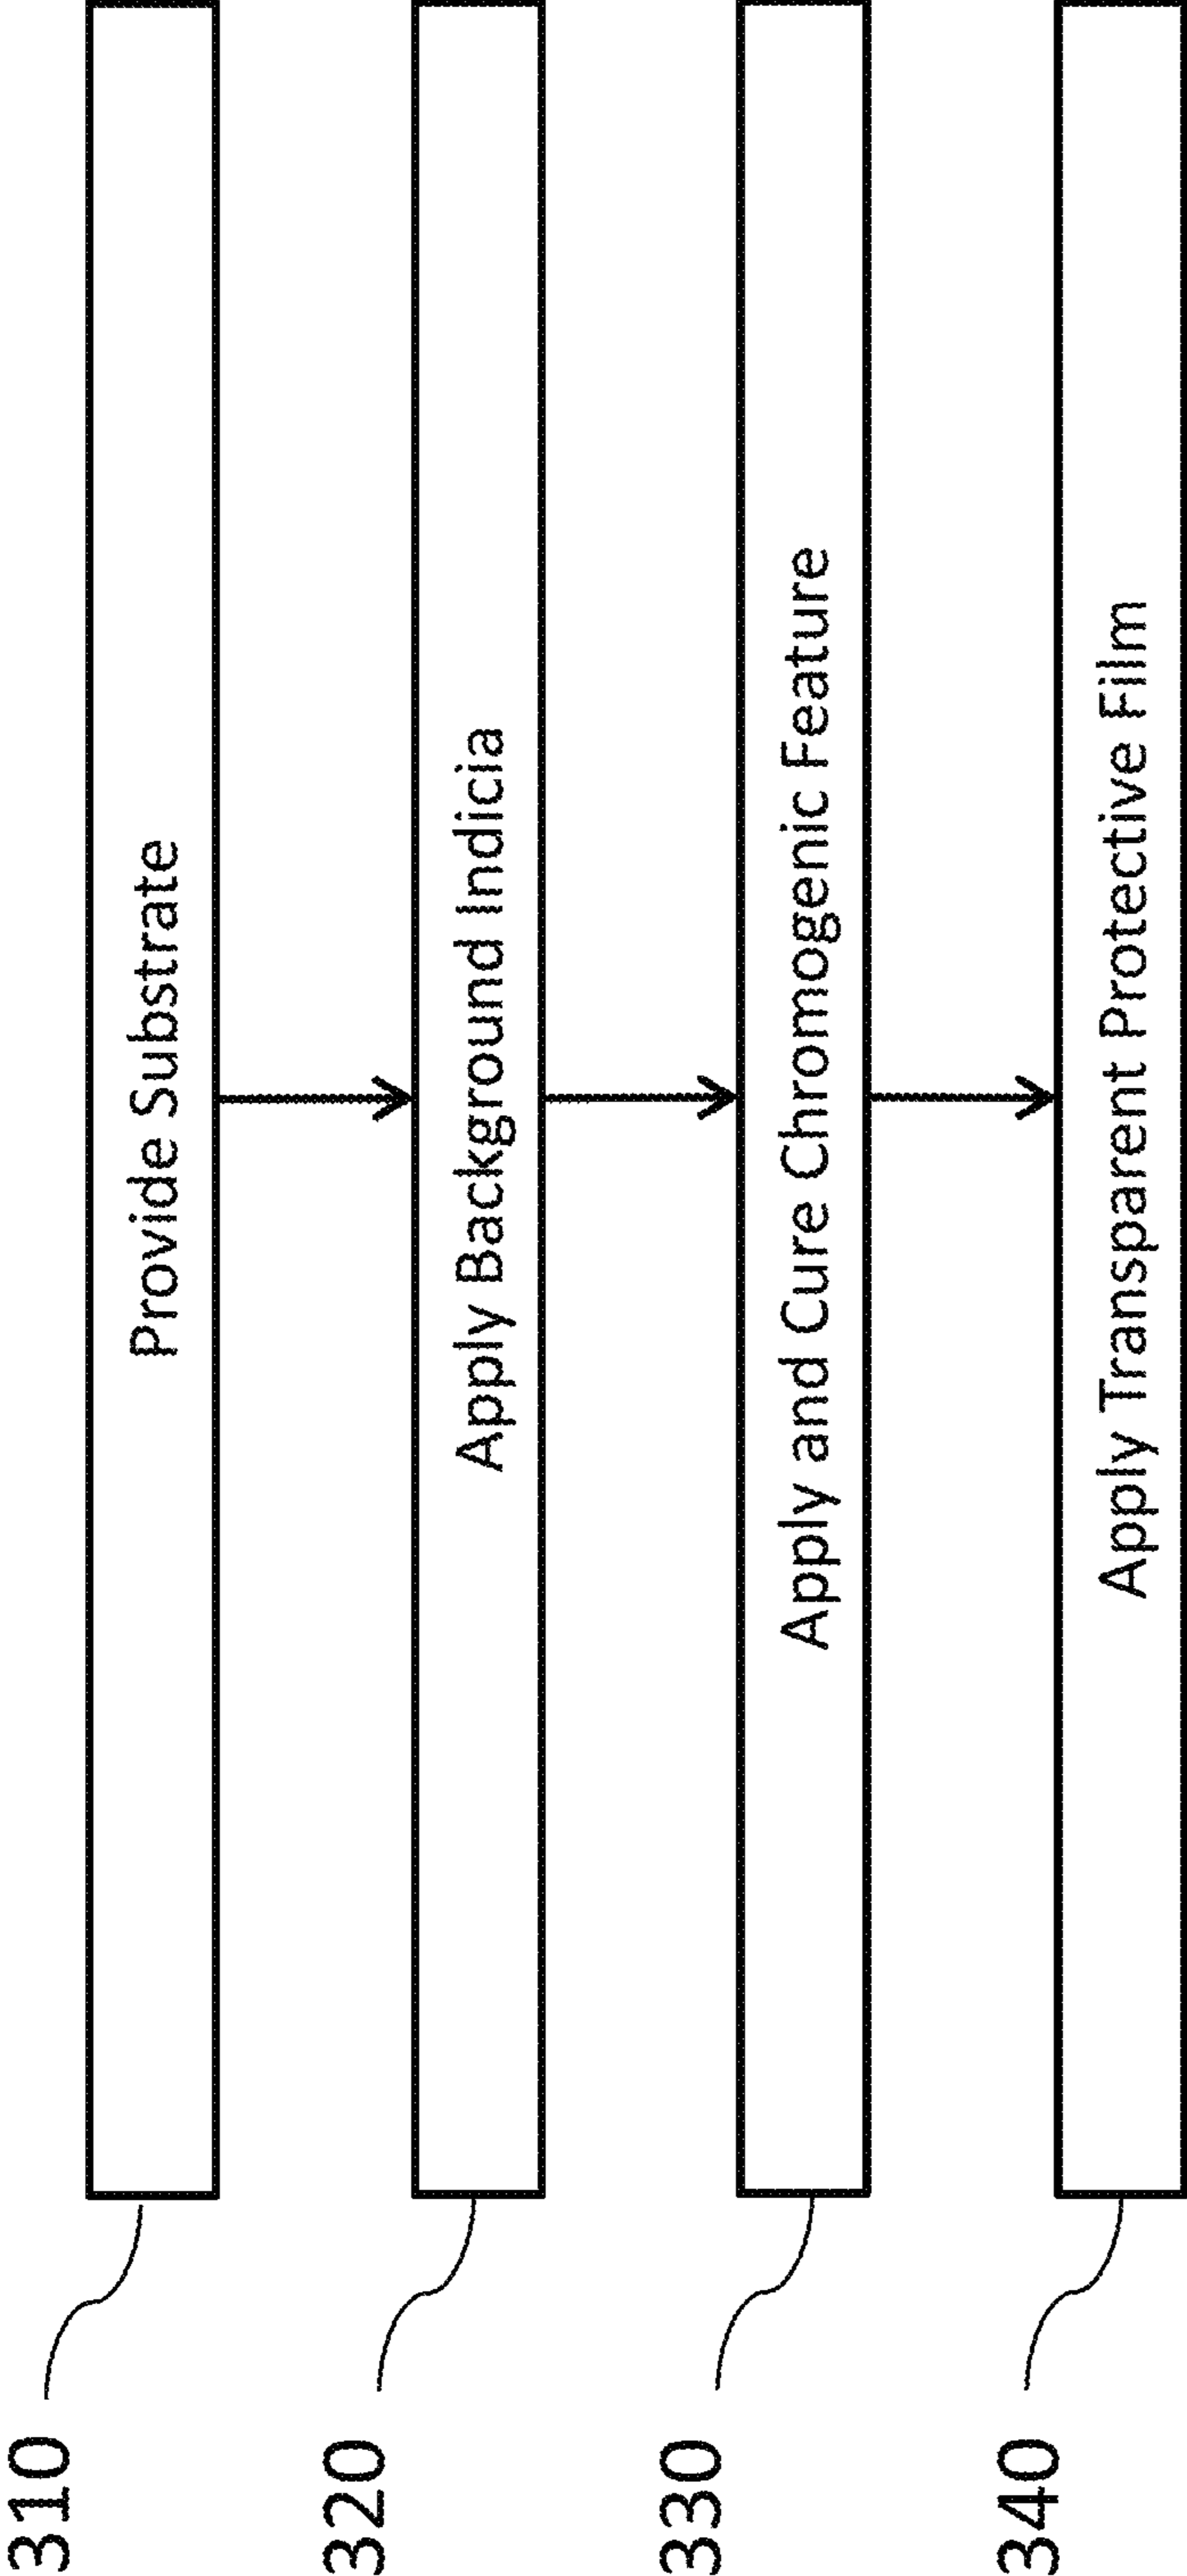 310
Provide Substrate
320
Apply Background Indicia
330
Apply and Cure Chromogenic Feature
340
Apply Transparent Protective Film